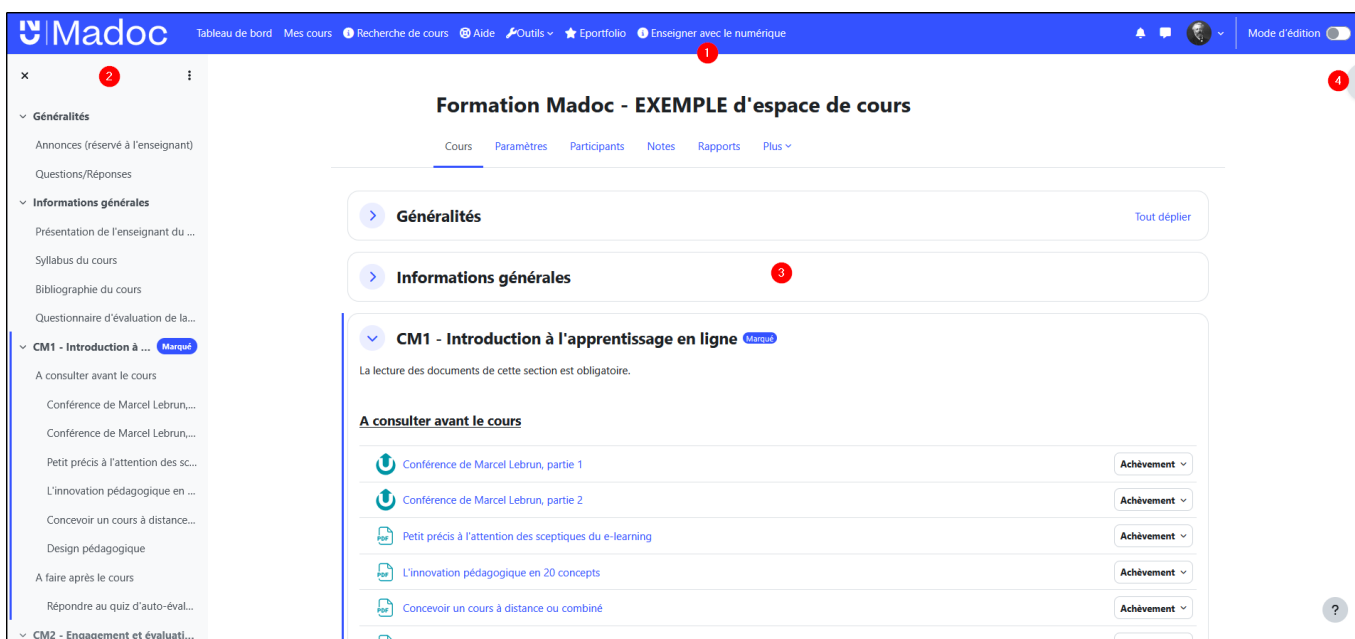 Madoc
Tableau de bord Mes cours Recherche de cours Aide Outils Eportfolio Enseigner avec le numérique Mode d'édition
1
2
4
Généralités
Annonces (réservé à l'enseignant)
Questions/Réponses
Informations générales
Présentation de l'enseignant du ...
Syllabus du cours
Bibliographie du cours
Questionnaire d'évaluation de la...
CM1 - Introduction à ... Marqué
A consulter avant le cours
Conférence de Marcel Lebrun,...
Conférence de Marcel Lebrun,...
Petit précis à l'attention des sc...
L'innovation pédagogique en ...
Concevoir un cours à distance...
Design pédagogique
A faire après le cours
Répondre au quiz d'auto-éval...
CM2 - Engagement et évaluati...
Formation Madoc - EXEMPLE d'espace de cours
Cours Paramètres Participants Notes Rapports Plus
Généralités Tout déplier
Informations générales 3
CM1 - Introduction à l'apprentissage en ligne Marqué
La lecture des documents de cette section est obligatoire.
A consulter avant le cours
Conférence de Marcel Lebrun, partie 1 Achèvement
Conférence de Marcel Lebrun, partie 2 Achèvement
PDF Petit précis à l'attention des sceptiques du e-learning Achèvement
PDF L'innovation pédagogique en 20 concepts Achèvement
PDF Concevoir un cours à distance ou combiné Achèvement
?